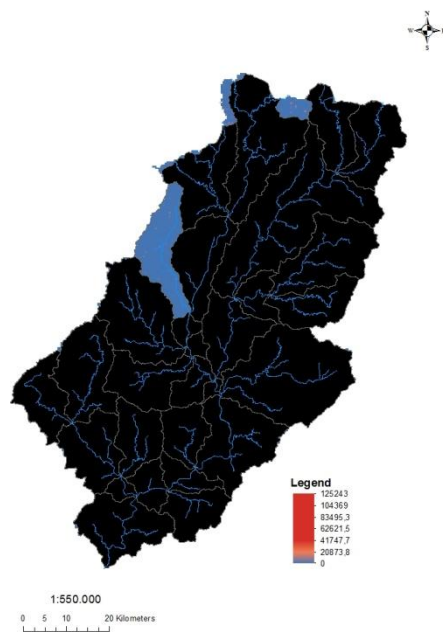 N
W
E
S
Legend
125243
104369
83495,3
62621,5
41747,7
20873,8
0
1:550.000
0 5 10 20 Kilometers